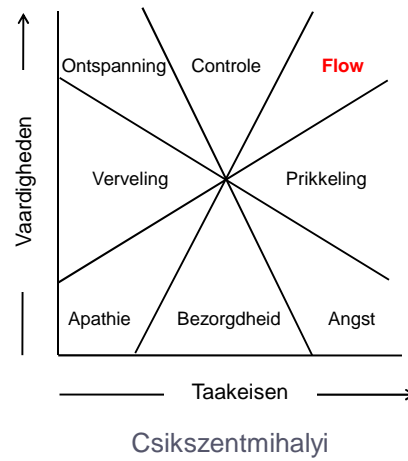 Ontspanning
Controle
Flow
Vaardigheden
Verveling
Prikkeling
Apathie
Bezorgdheid
Angst
Taakeisen
Csikszentmihalyi